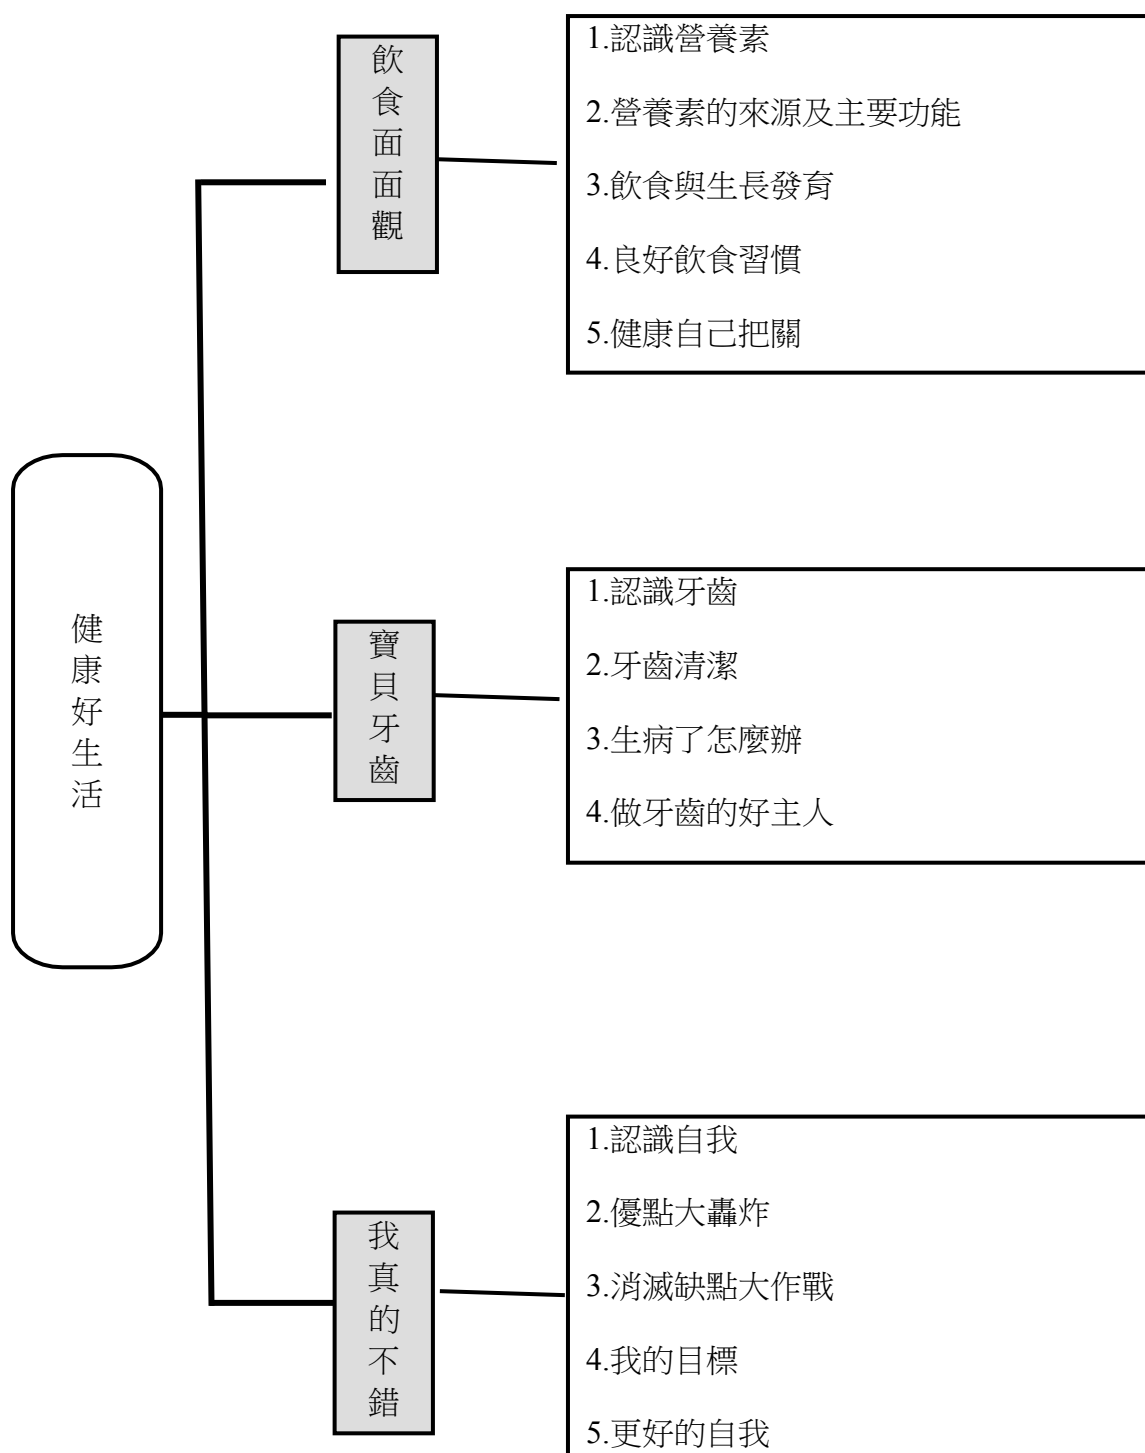 健康好生活
飲食面面觀
1.認識營養素
2.營養素的來源及主要功能
3.飲食與生長發育
4.良好飲食習慣
5.健康自己把關
寶貝牙齒
1.認識牙齒
2.牙齒清潔
3.生病了怎麼辦
4.做牙齒的好主人
我真的不錯
1.認識自我
2.優點大轟炸
3.消滅缺點大作戰
4.我的目標
5.更好的自我